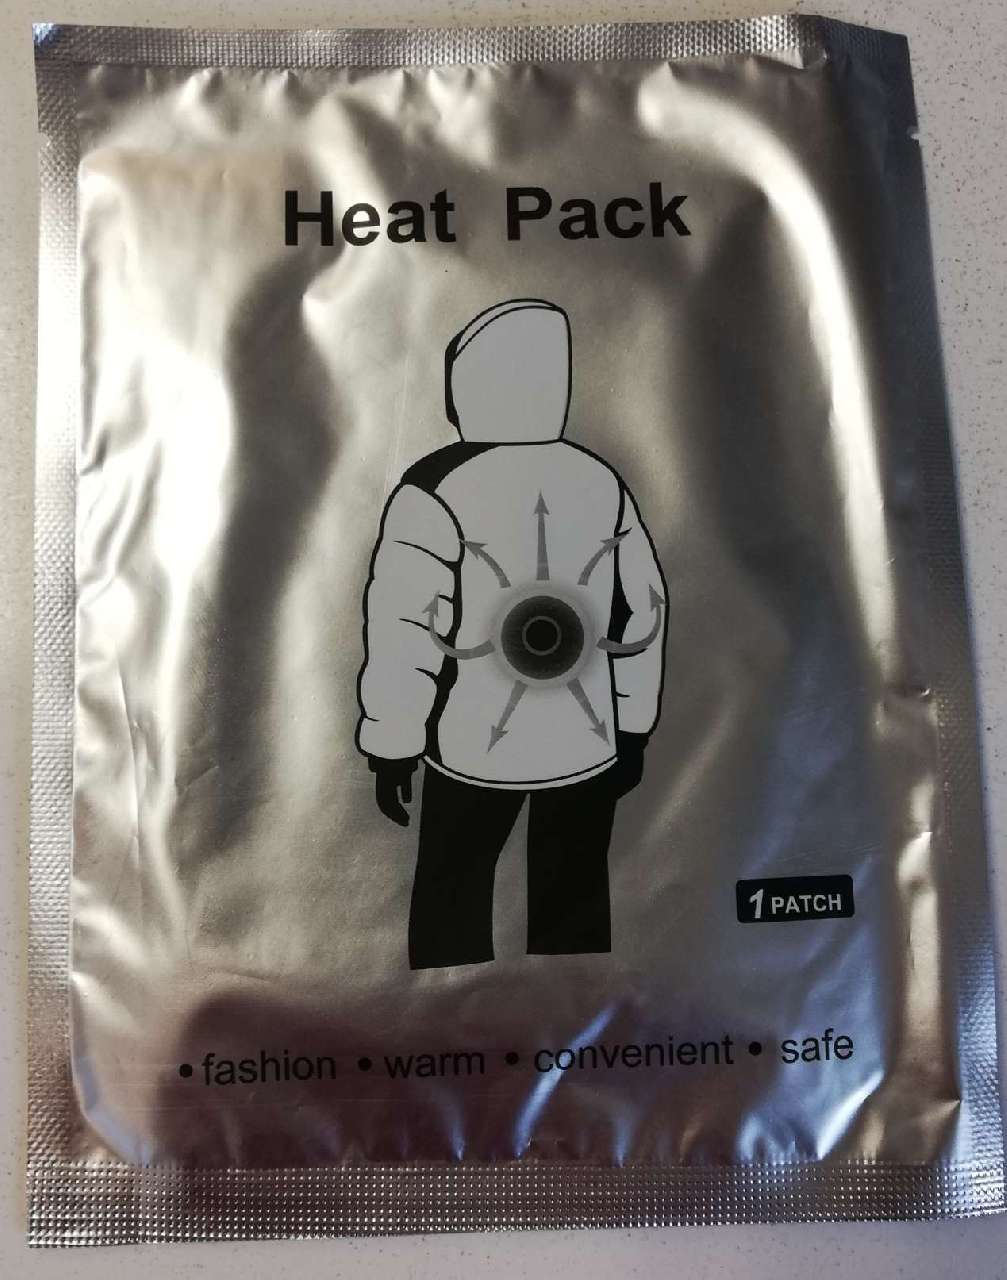 Heat Pack
1 PATCH
• fashion • warm • convenient • safe